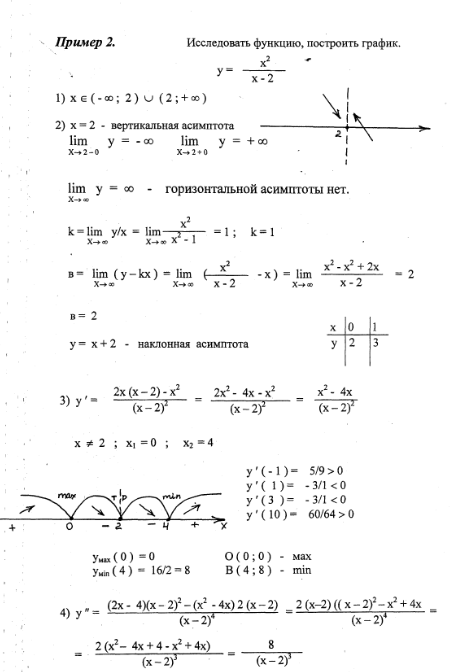 Пример 2. Исследовать функцию, построить график.
y = x² / (x - 2)
1) x ∈ ( - ∞ ; 2 ) ∪ ( 2 ; + ∞ )
2) x = 2 - вертикальная асимптота
lim y = - ∞ lim y = + ∞
x→2-0 x→2+0
2
lim y = ∞ - горизонтальной асимптоты нет.
x→∞
k = lim y/x = lim x² / (x² - 1) = 1 ; k = 1
x→∞ x→∞
в = lim ( y – kx ) = lim ( x² / (x - 2) - x ) = lim (x² - x² + 2x) / (x - 2) = 2
x→∞ x→∞ x→∞
в = 2
x 0 1
y = x + 2 - наклонная асимптота
y 2 3
3) y ′ = (2x (x – 2) - x²) / (x – 2)² = (2x² - 4x - x²) / (x – 2)² = (x² - 4x) / (x – 2)²
x ≠ 2 ; x₁ = 0 ; x₂ = 4
y ′ ( - 1 ) = 5/9 > 0
y ′ ( 1 ) = - 3/1 < 0
y ′ ( 3 ) = - 3/1 < 0
y ′ ( 10 ) = 60/64 > 0
max т р min
+ 0 - 2 - 4 + x
yмах ( 0 ) = 0 O ( 0 ; 0 ) - мах
yмin ( 4 ) = 16/2 = 8 B ( 4 ; 8 ) - min
4) y ″ = ((2x - 4)(x – 2)² – (x² - 4x) 2 (x – 2)) / (x – 2)⁴ = (2 (x–2) (( x – 2)² – x² + 4x) / (x – 2)⁴ =
= (2 (x² – 4x + 4 - x² + 4x)) / (x – 2)³ = 8 / (x – 2)³